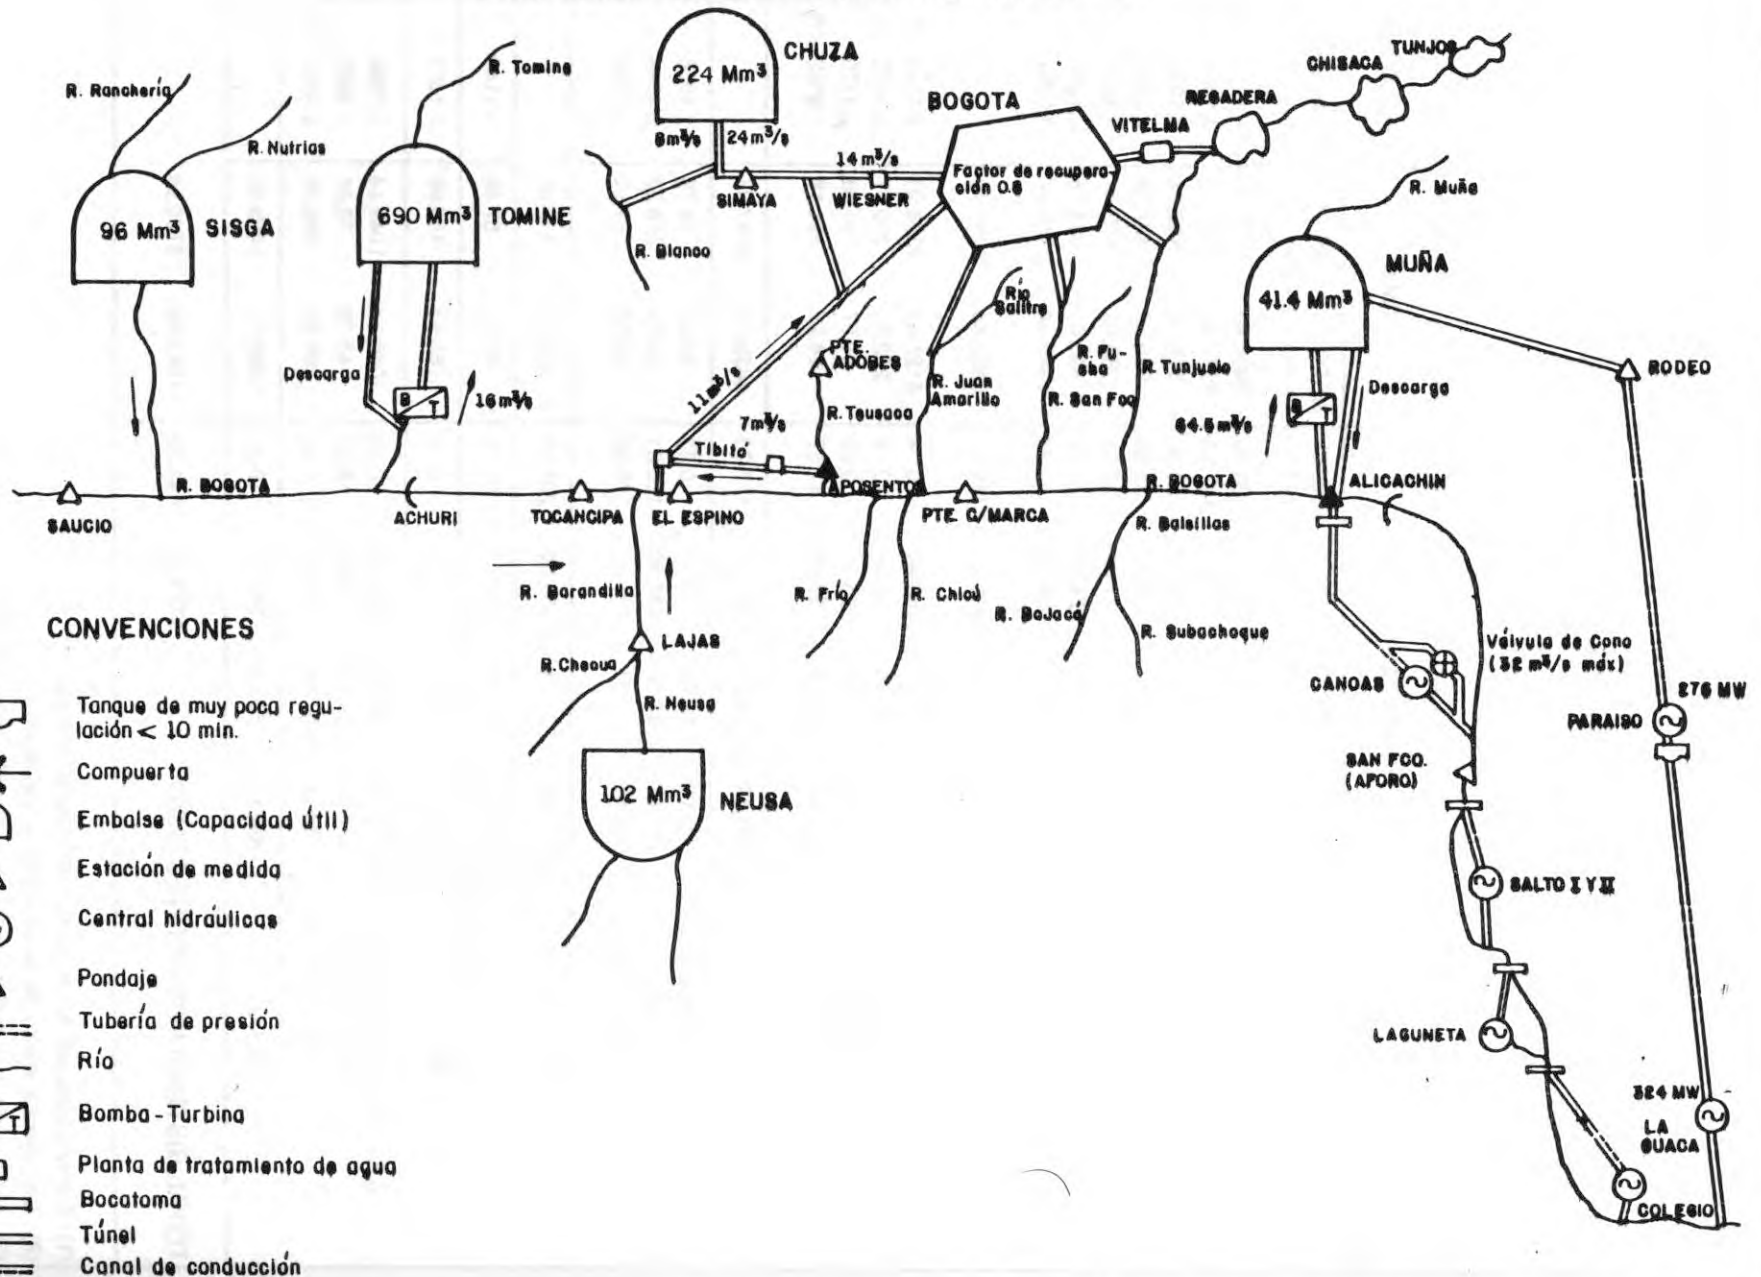 CHUZA
224 Mm³
8m³/s
24m³/s
R. Ranchería
R. Nutrias
R. Tomine
96 Mm³
SISGA
690 Mm³
TOMINE
R. Blanco
SIMAYA
14 m³/s
WIESNER
BOGOTA
Factor de recupera-
ción 0.8
VITELMA
REGADERA
CHISACA
TUNJOS
R. Muña
MUÑA
41.4 Mm³
RODEO
Descarga
16 m³/s
11 m³/s
7m³/s
Tibitó
PTE.
ADOBES
R. Teusaca
APOSENTOS
Río
Salitre
R. Juan
Amarillo
R. Fu-
cha
R. San Fco
R. Tunjuelo
64.5 m³/s
Descarga
ALICACHIN
R. BOGOTA
R. BOGOTA
SAUCIO
ACHURI
TOCANCIPA
EL ESPINO
PTE. C/MARCA
R. Balsillas
R. Barandilla
R. Frío
R. Chicú
R. Bojacá
R. Subachoque
LAJAS
R. Checua
R. Neusa
102 Mm³
NEUSA
Válvula de Cono
(32 m³/s máx)
CANOAS
276 MW
PARAISO
SAN FCO.
(AFORO)
SALTO I Y II
LAGUNETA
324 MW
LA
GUACA
COLEGIO
CONVENCIONES
Tanque de muy poca regu-
lación < 10 min.
Compuerta
Embalse (Capacidad útil)
Estación de medida
Central hidráulicas
Pondaje
Tubería de presión
Río
T
Bomba - Turbina
Planta de tratamiento de agua
Bocatoma
Túnel
Canal de conducción
B
T
B
T